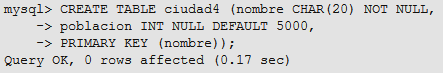 mysql> CREATE TABLE ciudad4 (nombre CHAR(20) NOT NULL,
    -> poblacion INT NULL DEFAULT 5000,
    -> PRIMARY KEY (nombre));
Query OK, 0 rows affected (0.17 sec)